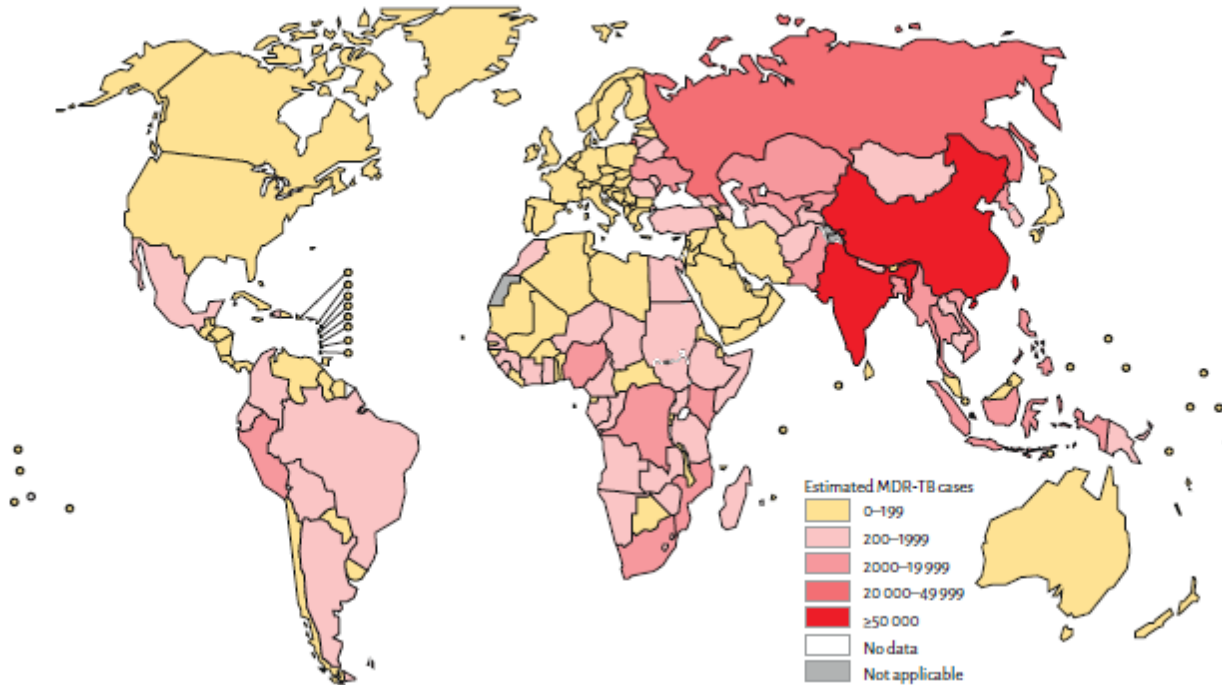 Estimated MDR-TB cases
0–199
200–1999
2000–19 999
20 000–49 999
≥50 000
No data
Not applicable